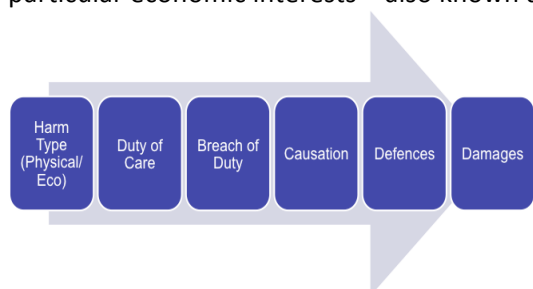 particular economic interests also known
Harm
Type
(Physical/
Eco)
Duty of
Care
Breach of
Duty
Causation
Defences
Damages